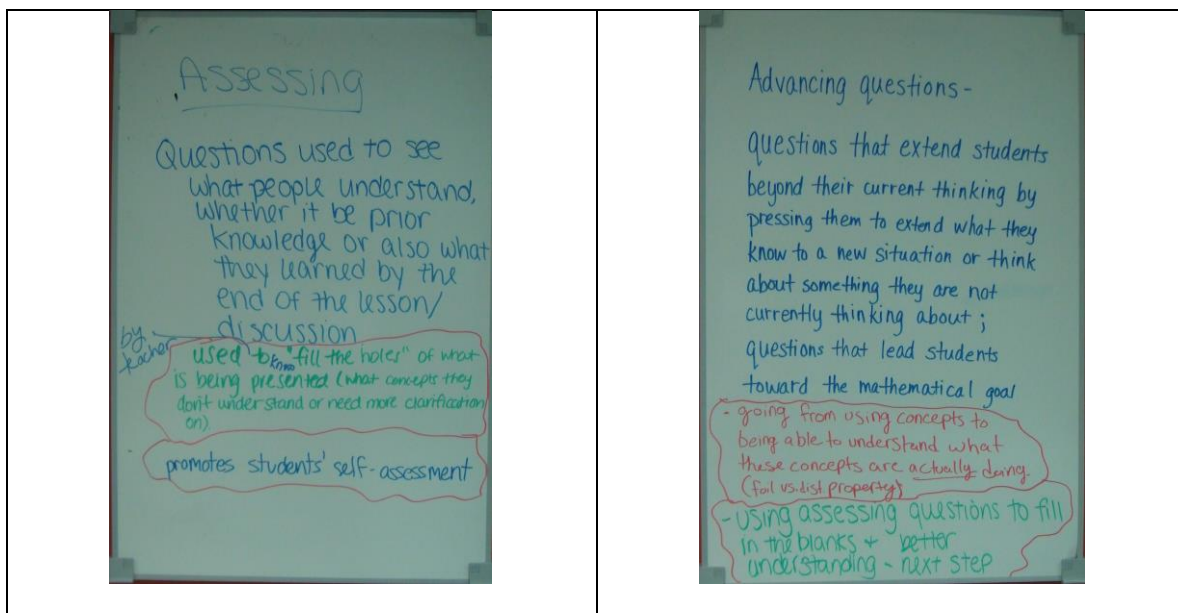 Assessing
Questions used to see
what people understand,
whether it be prior
knowledge or also what
they learned by the
end of the lesson/
discussion
by
teacher
used to know "fill the holes" of what
is being presented (what concepts they
don't understand or need more clarification
on).
promotes students' self-assessment
Advancing questions-
questions that extend students
beyond their current thinking by
pressing them to extend what they
know to a new situation or think
about something they are not
currently thinking about;
questions that lead students
toward the mathematical goal
- going from using concepts to
being able to understand what
these concepts are actually doing.
(foil vs. dist. property)
- using assessing questions to fill
in the blanks + better
understanding - next step